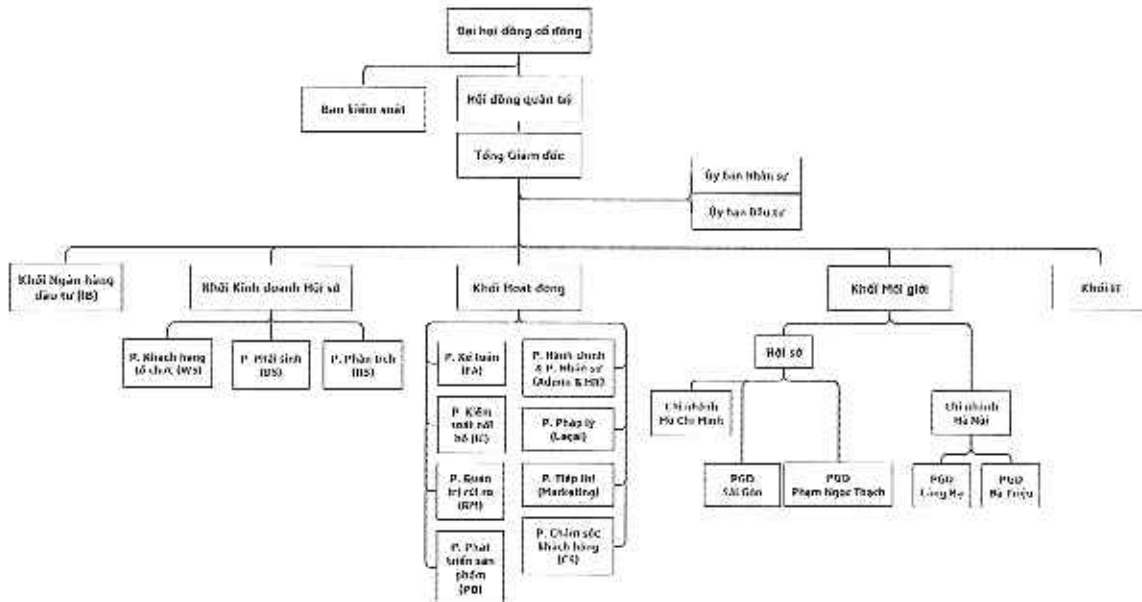 Đại hội đồng cổ đông
Ban kiểm soát
Hội đồng quản trị
Tổng Giám đốc
Ủy ban Nhân sự
Ủy ban Đầu tư
Khối Ngân hàng
đầu tư (IB)
Khối Kinh doanh Hội sở
Khối Hoạt động
Khối Môi giới
Khối IT
P. Khách hàng
tổ chức (WS)
P. Phái sinh
(DS)
P. Phân tích
(RS)
P. Kế toán
(FA)
P. Kiểm
soát nội
bộ (IC)
P. Quản
trị rủi ro
(RM)
P. Phát
triển sản
phẩm
(PD)
P. Hành chính
& P. Nhân sự
(Admin & HR)
P. Pháp lý
(Legal)
P. Tiếp thị
(Marketing)
P. Chăm sóc
khách hàng
(CS)
Hội sở
Chi nhánh
Hồ Chí Minh
PGD
Sài Gòn
PGD
Phạm Ngọc Thạch
Chi nhánh
Hà Nội
PGD
Láng Hạ
PGD
Bà Triệu